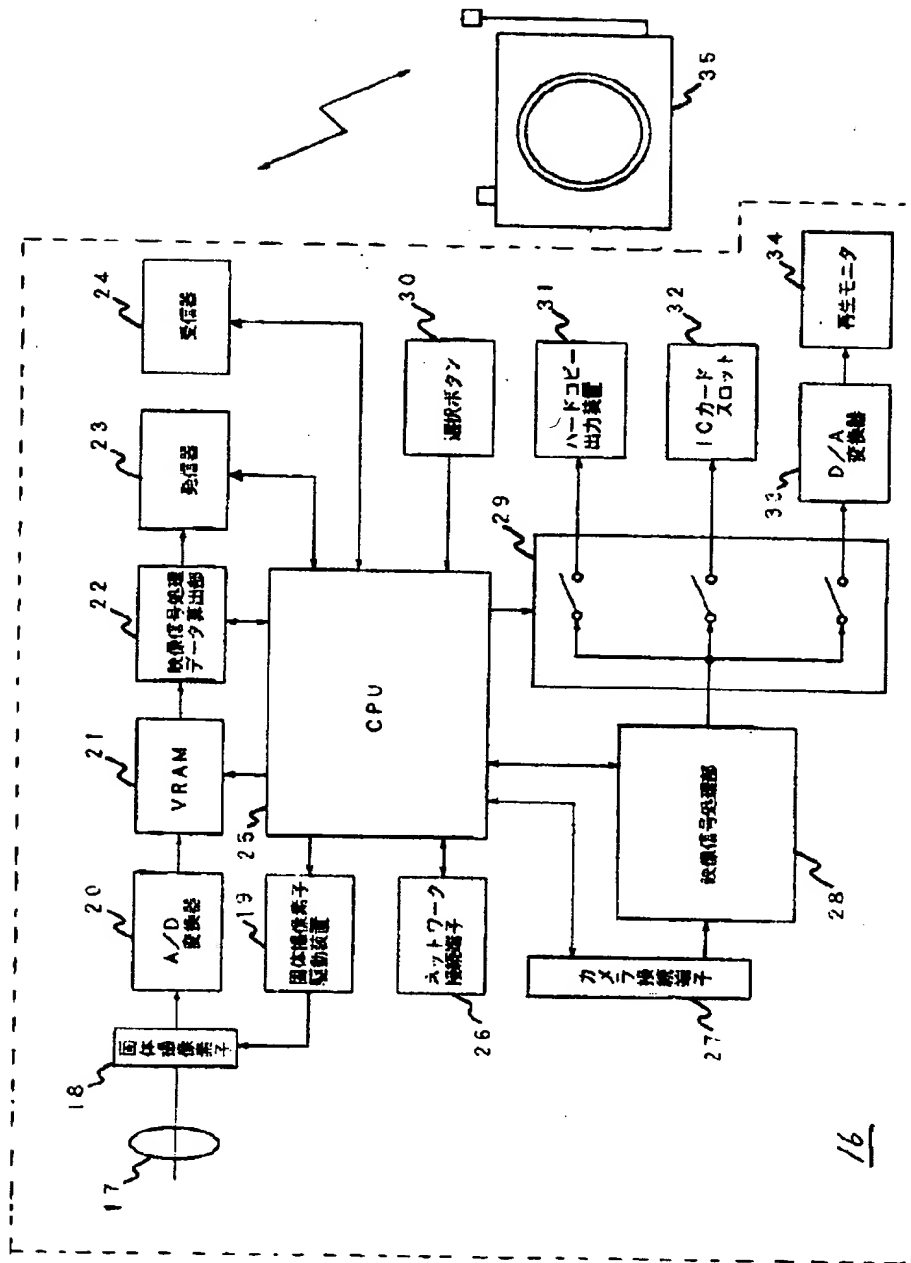 17
18
固体撮像素子
20
A/D
変換器
21
VRAM
22
映像信号処理
データ算出部
23
発信器
24
受信器
19
固体撮像素子
駆動装置
25
CPU
26
ネットワーク
接続端子
30
選択ボタン
27
カメラ接続端子
28
映像信号処理部
29
31
ハードコピー
出力装置
32
ICカード
スロット
33
D/A
変換器
34
再生モニタ
35
16